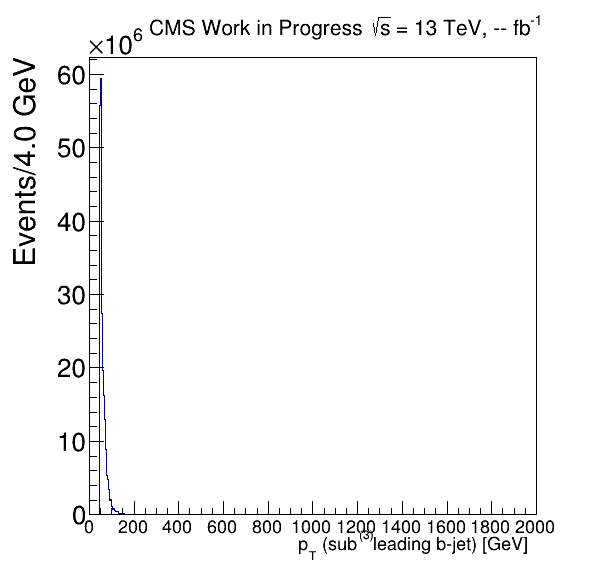 ×10⁶ CMS Work in Progress √s = 13 TeV, -- fb⁻¹
Events/4.0 GeV
60
50
40
30
20
10
0
0 200 400 600 800 1000 1200 1400 1600 1800 2000
p_T (sub⁽³⁾leading b-jet) [GeV]